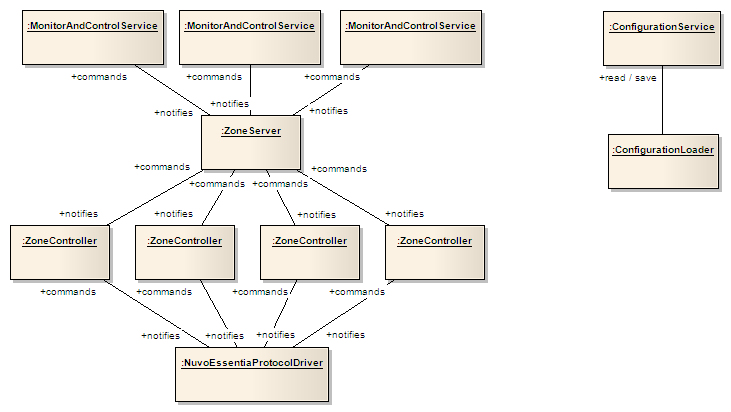 :MonitorAndControlService
:MonitorAndControlService
:MonitorAndControlService
:ConfigurationService
+commands
+commands
+commands
+read / save
+notifies
+notifies
+notifies
:ZoneServer
:ConfigurationLoader
+commands
+commands
+commands
+commands
+notifies
+notifies
+notifies
+notifies
:ZoneController
:ZoneController
:ZoneController
:ZoneController
+commands
+commands
+commands
+commands
+notifies
+notifies
+notifies
+notifies
:NuvoEssentiaProtocolDriver